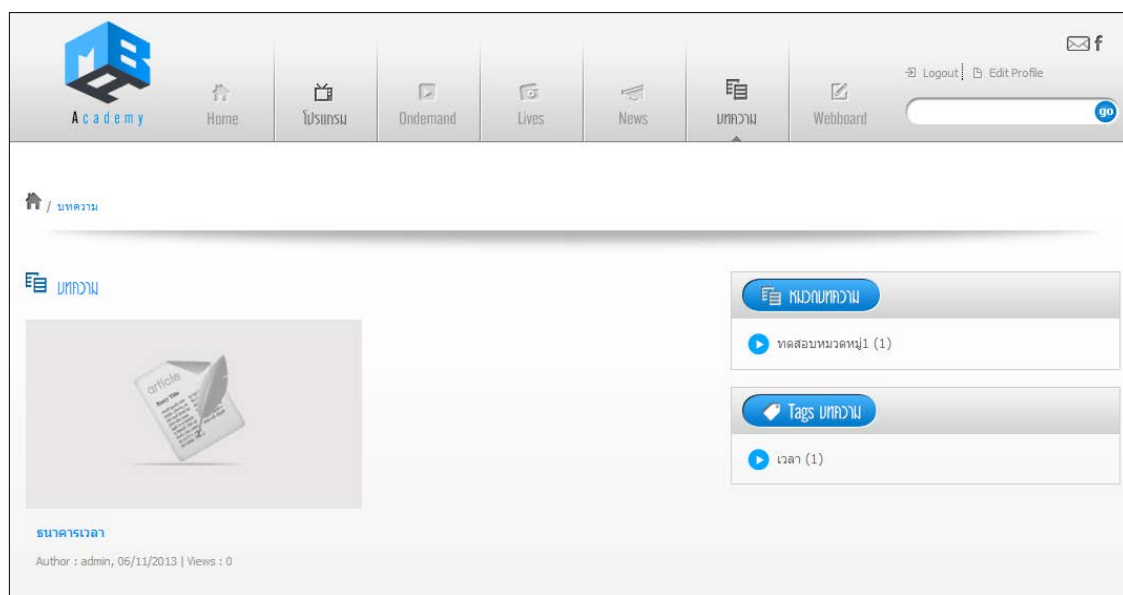 MBA
Academy
Home
โปรแกรม
Ondemand
Lives
News
บทความ
Webboard
Logout
Edit Profile
go
/ บทความ
บทความ
หมวดบทความ
ทดสอบหมวดหมู่1 (1)
Tags บทความ
เวลา (1)
article
ธนาคารเวลา
Author : admin, 06/11/2013 | Views : 0